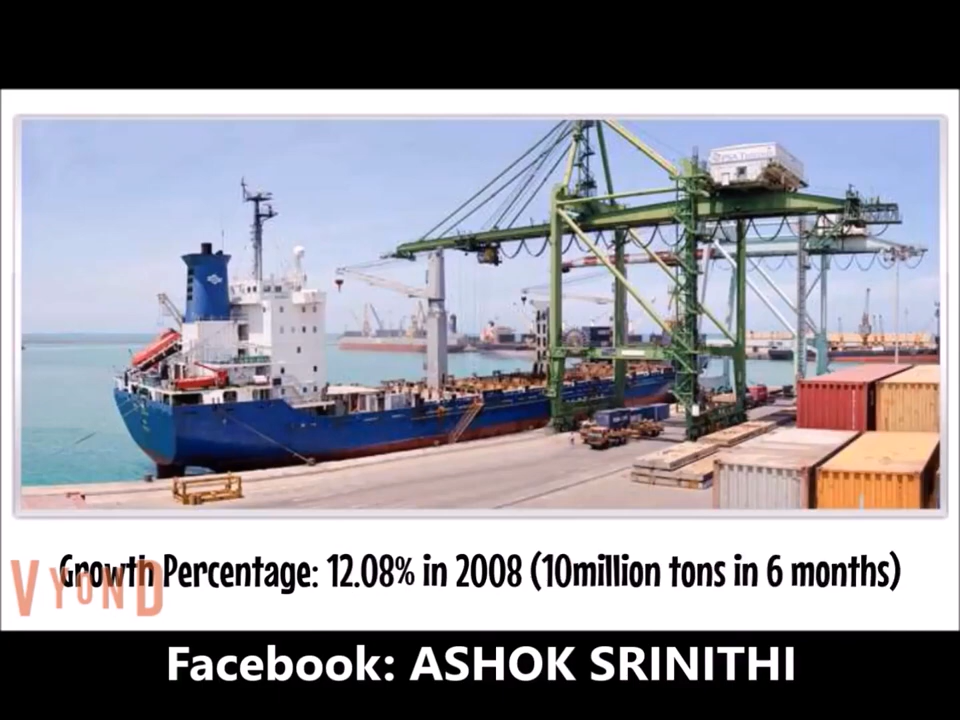 Growth Percentage: 12.08% in 2008 (10million tons in 6 months)
VYOND
Facebook: ASHOK SRINITHI